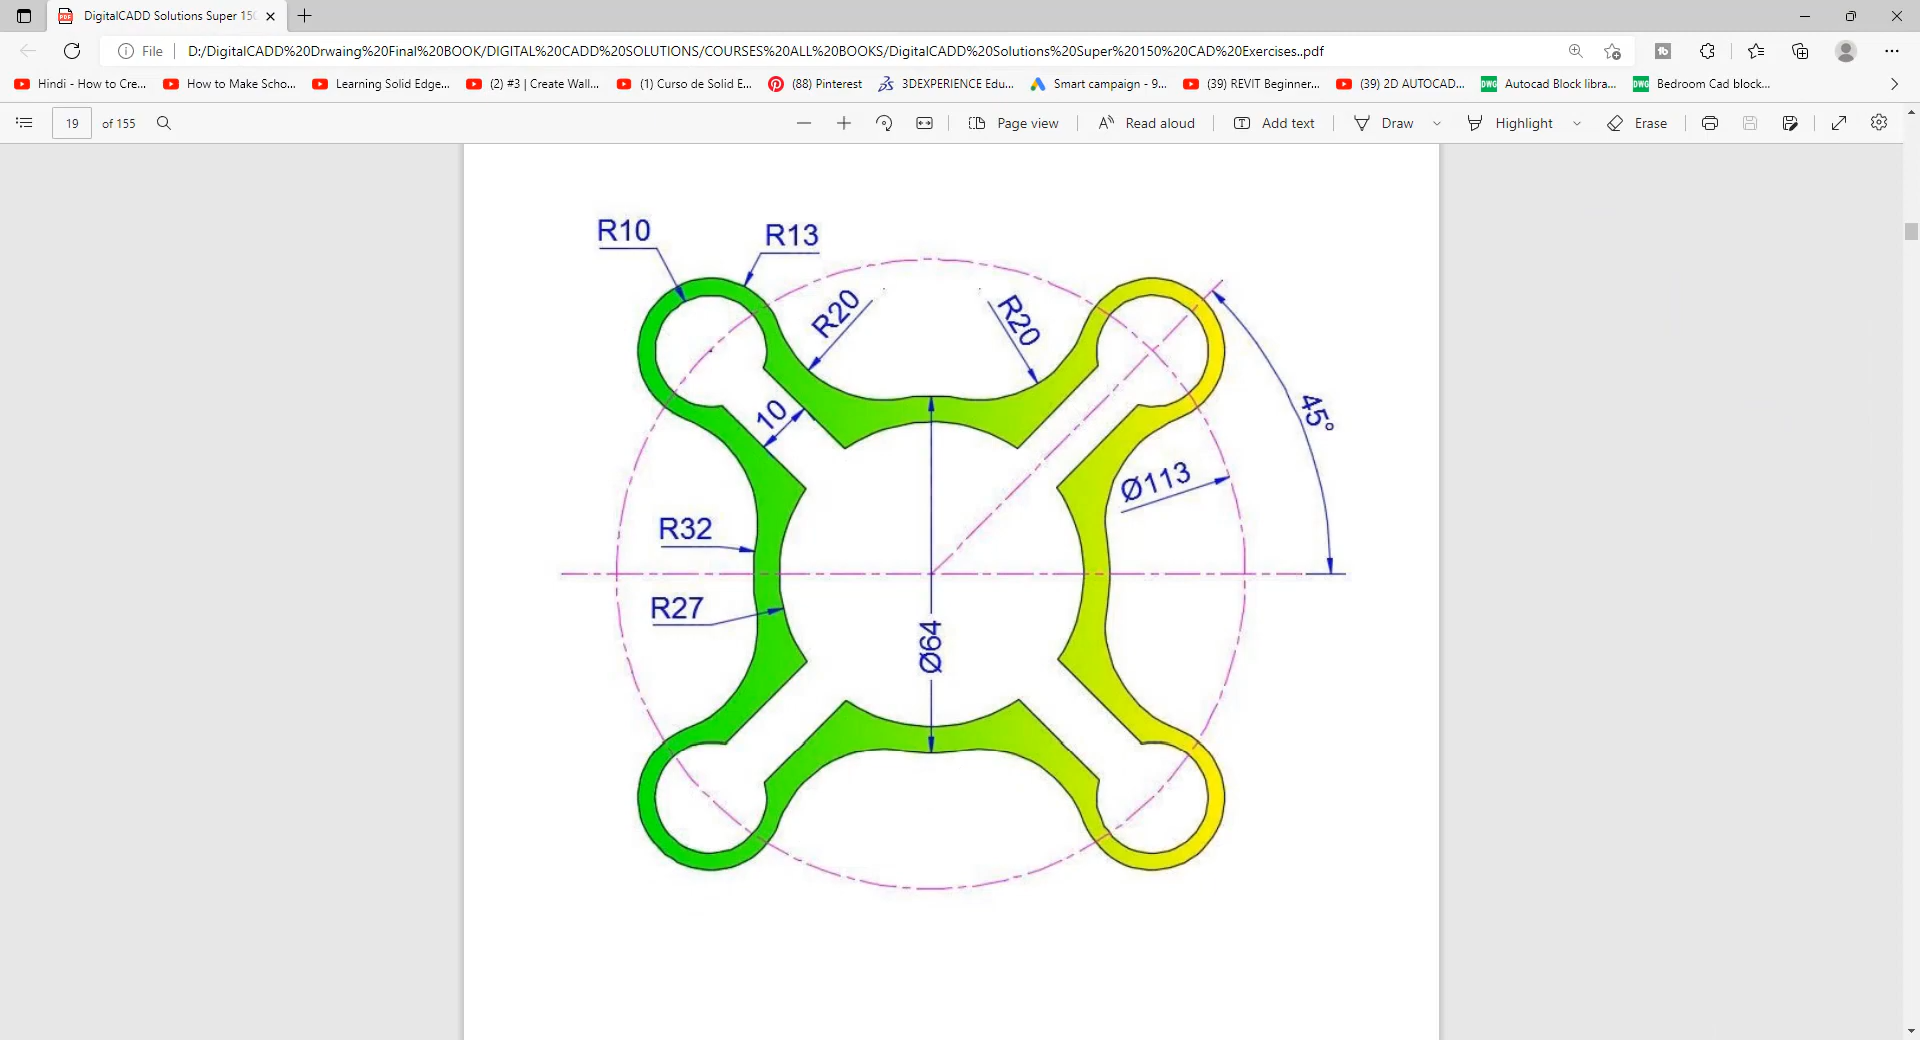 DigitalCADD Solutions Super 150
File
D:/DigitalCADD%20Drwaing%20Final%20BOOK/DIGITAL%20CADD%20SOLUTIONS/COURSES%20ALL%20BOOKS/DigitalCADD%20Solutions%20Super%20150%20CAD%20Exercises..pdf
Hindi - How to Cre... How to Make Scho... Learning Solid Edge... (2) #3 | Create Wall... (1) Curso de Solid E... (88) Pinterest 3DEXPERIENCE Edu... Smart campaign - 9... (39) REVIT Beginner... (39) 2D AUTOCAD... DWG Autocad Block libra... DWG Bedroom Cad block...
19 of 155 Page view Read aloud Add text Draw Highlight Erase
R10
R13
R20
R20
10
45°
Ø113
R32
R27
Ø64